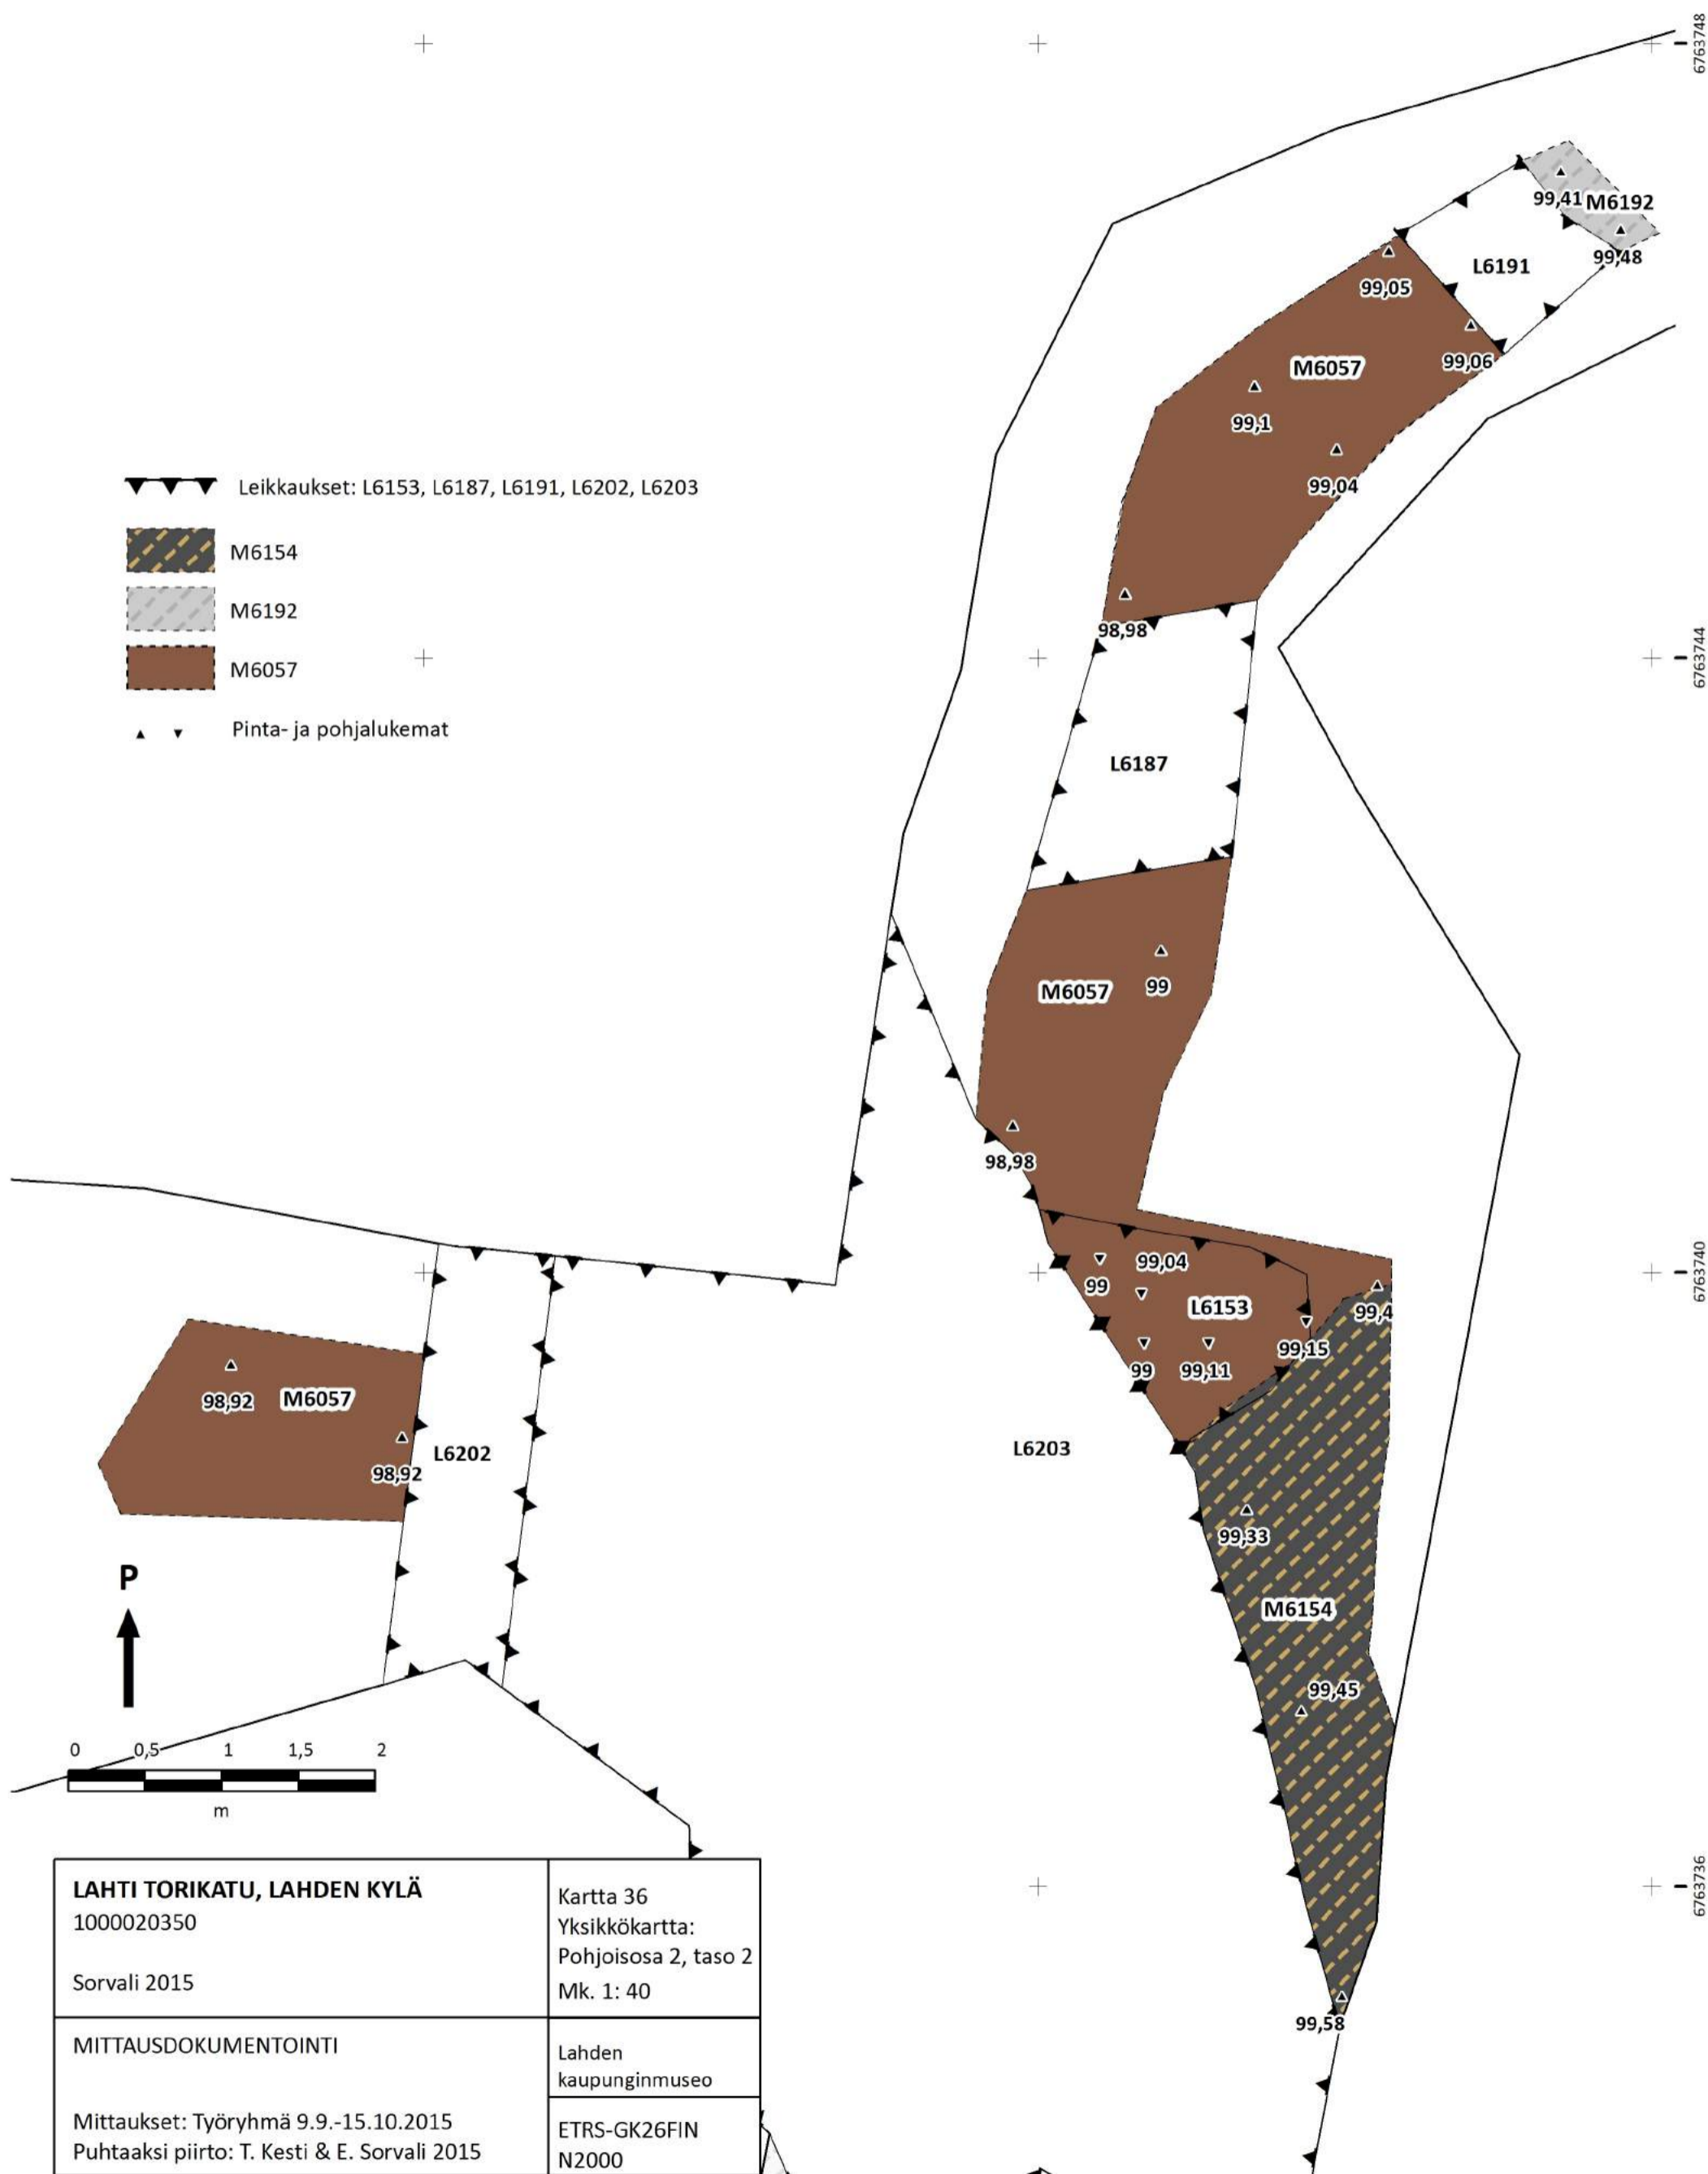 6763748
99,41
M6192
99,48
L6191
99,05
99,06
M6057
99,1
99,04
98,98
Leikkaukset: L6153, L6187, L6191, L6202, L6203
M6154
M6192
M6057
Pinta- ja pohjalukemat
6763744
L6187
M6057
99
98,98
6763740
99,04
99
L6153
99,4
99,15
99
99,11
98,92
M6057
98,92
L6202
L6203
99,33
M6154
99,45
P
0 0,5 1 1,5 2
m
6763736
99,58
LAHTI TORIKATU, LAHDEN KYLÄ
1000020350
Sorvali 2015
Kartta 36
Yksikkökartta:
Pohjoisosa 2, taso 2
Mk. 1: 40
MITTAUSDOKUMENTOINTI
Mittaukset: Työryhmä 9.9.-15.10.2015
Puhtaaksi piirto: T. Kesti & E. Sorvali 2015
Lahden
kaupunginmuseo
ETRS-GK26FIN
N2000